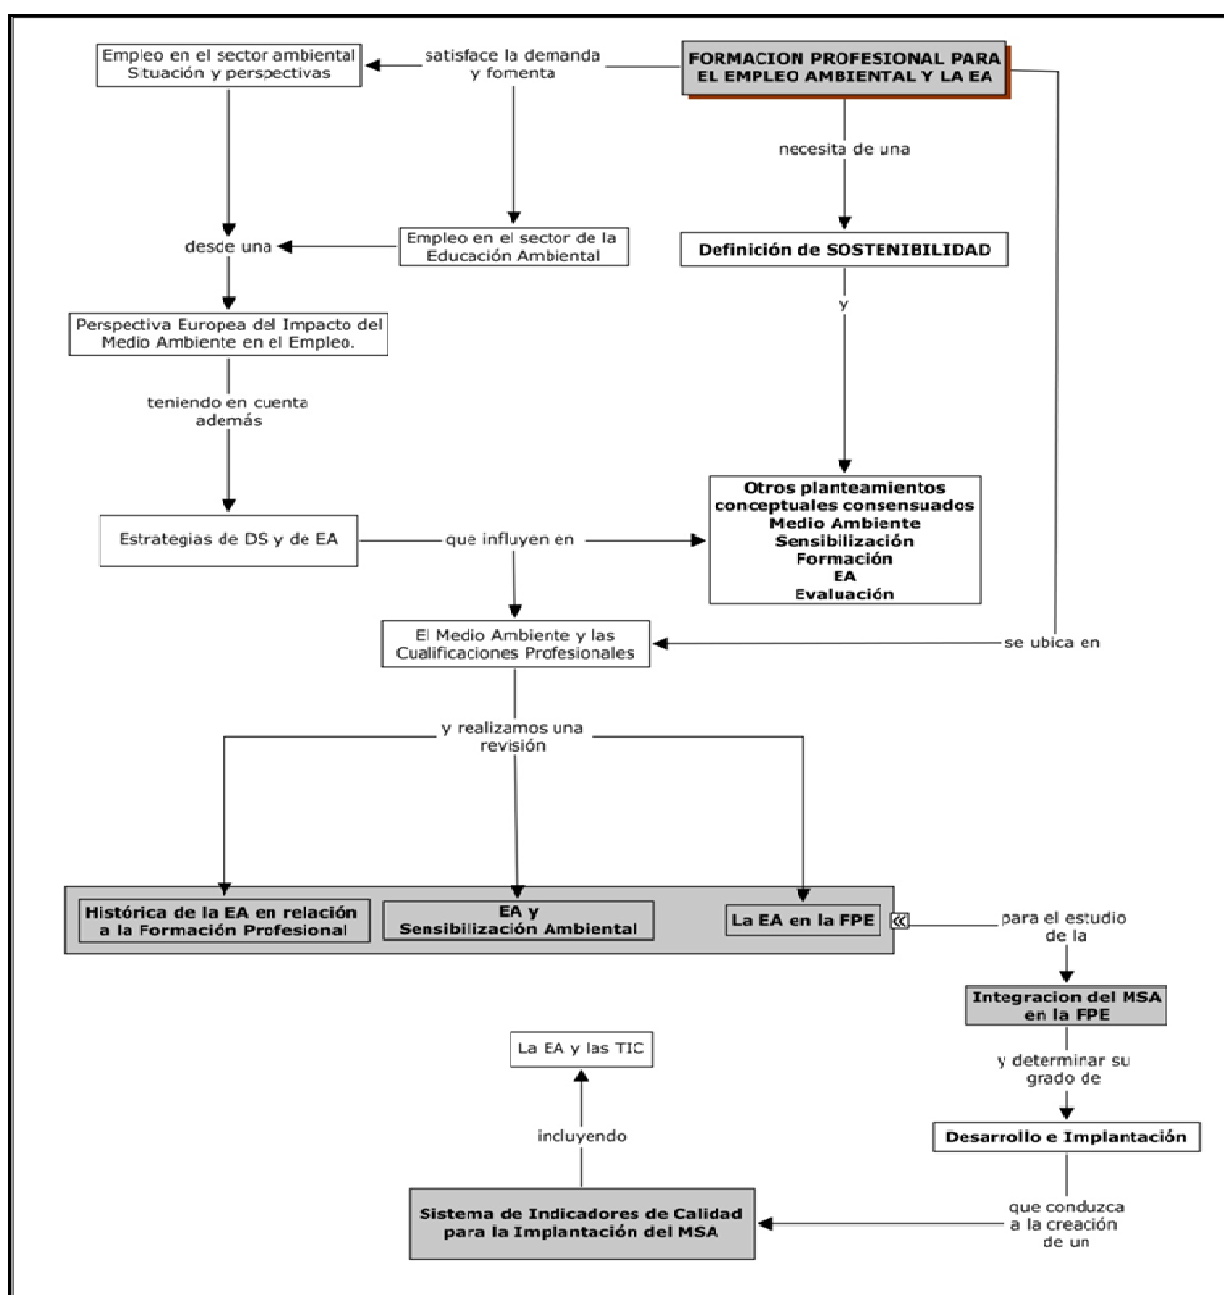 Empleo en el sector ambiental
Situación y perspectivas
satisface la demanda
y fomenta
FORMACION PROFESIONAL PARA
EL EMPLEO AMBIENTAL Y LA EA
necesita de una
desde una
Empleo en el sector de la
Educación Ambiental
Definición de SOSTENIBILIDAD
y
Perspectiva Europea del Impacto del
Medio Ambiente en el Empleo.
teniendo en cuenta
además
Otros planteamientos
conceptuales consensuados
Medio Ambiente
Sensibilización
Formación
EA
Evaluación
Estrategias de DS y de EA
que influyen en
El Medio Ambiente y las
Cualificaciones Profesionales
se ubica en
y realizamos una
revisión
Histórica de la EA en relación
a la Formación Profesional
EA y
Sensibilización Ambiental
La EA en la FPE
para el estudio
de la
Integracion del MSA
en la FPE
y determinar su
grado de
Desarrollo e Implantación
que conduzca
a la creación
de un
Sistema de Indicadores de Calidad
para la Implantación del MSA
incluyendo
La EA y las TIC